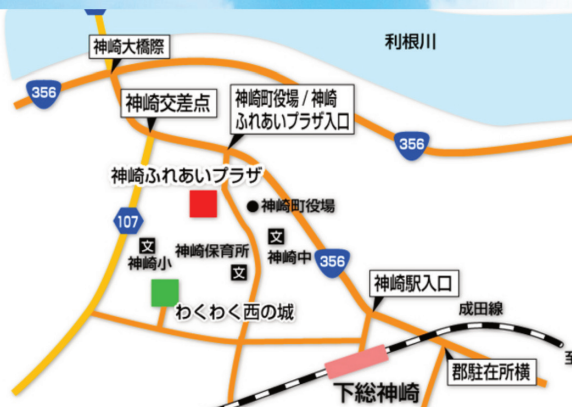 利根川
神崎大橋際
356
神崎交差点
神崎町役場 / 神崎
ふれあいプラザ入口
356
神崎ふれあいプラザ
神崎町役場
107
文
神崎小
神崎保育所
文
文
神崎中
356
神崎駅入口
わくわく西の城
成田線
至
下総神崎
郡駐在所横